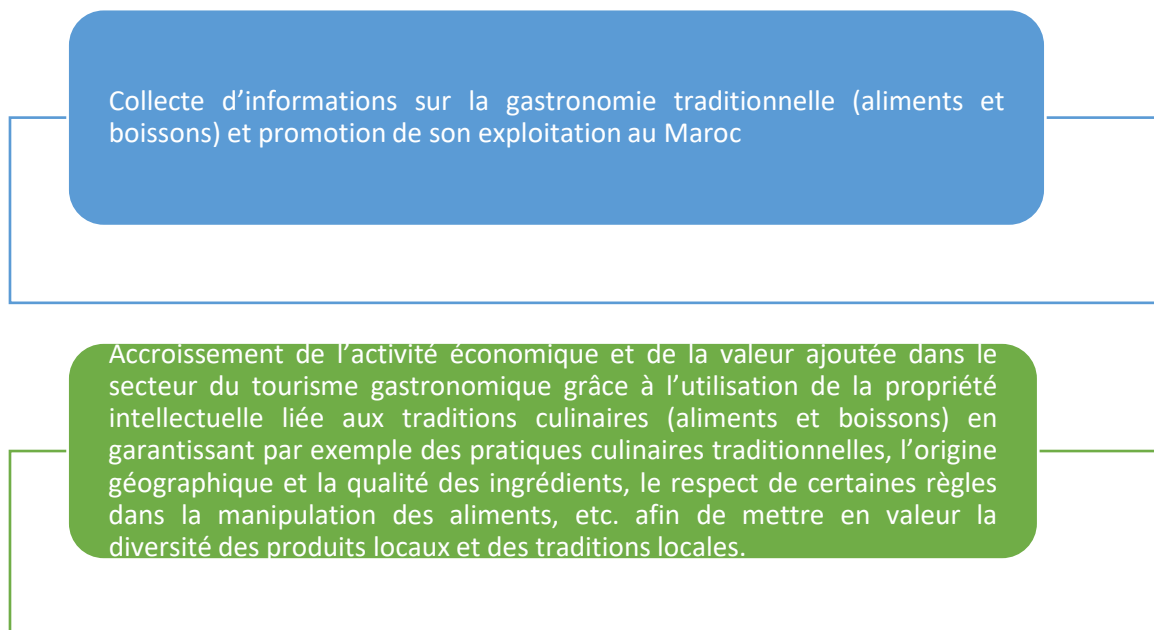 Collecte d’informations sur la gastronomie traditionnelle (aliments et
boissons) et promotion de son exploitation au Maroc
Accroissement de l’activité économique et de la valeur ajoutée dans le
secteur du tourisme gastronomique grâce à l’utilisation de la propriété
intellectuelle liée aux traditions culinaires (aliments et boissons) en
garantissant par exemple des pratiques culinaires traditionnelles, l’origine
géographique et la qualité des ingrédients, le respect de certaines règles
dans la manipulation des aliments, etc. afin de mettre en valeur la
diversité des produits locaux et des traditions locales.